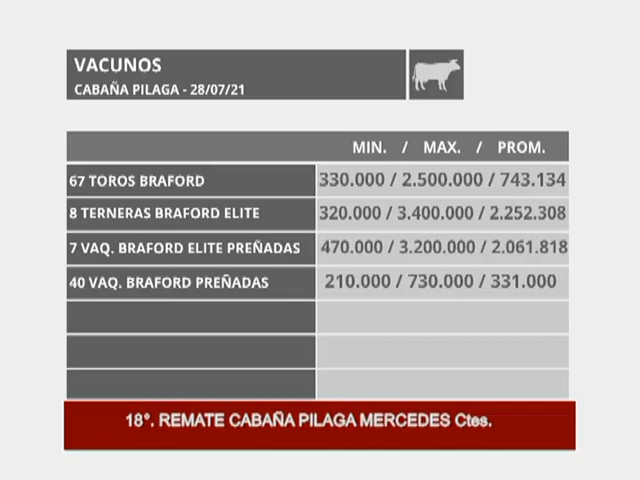 VACUNOS
CABAÑA PILAGA - 28/07/21
MIN. / MAX. / PROM.
67 TOROS BRAFORD 330.000 / 2.500.000 / 743.134
8 TERNERAS BRAFORD ELITE 320.000 / 3.400.000 / 2.252.308
7 VAQ. BRAFORD ELITE PREÑADAS 470.000 / 3.200.000 / 2.061.818
40 VAQ. BRAFORD PREÑADAS 210.000 / 730.000 / 331.000
18°. REMATE CABAÑA PILAGA MERCEDES Ctes.